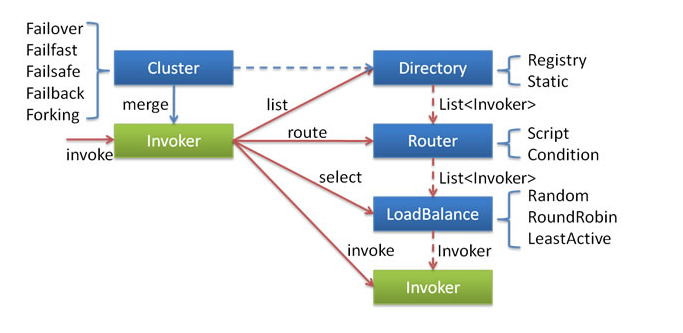 Failover
Failfast
Failsafe
Failback
Forking
Cluster
Directory
Registry
Static
merge
list
List<Invoker>
invoke
Invoker
route
Router
Script
Condition
select
List<Invoker>
LoadBalance
Random
RoundRobin
LeastActive
invoke
Invoker
Invoker